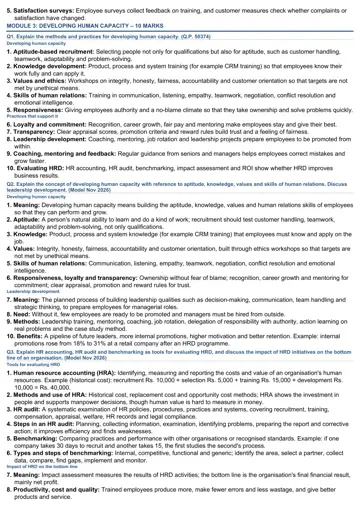 5. Satisfaction surveys: Employee surveys collect feedback on training, and customer measures check whether complaints or
satisfaction have changed.
MODULE 3: DEVELOPING HUMAN CAPACITY – 10 MARKS
Q1. Explain the methods and practices for developing human capacity. (Q.P. 50374)
Developing human capacity
1. Aptitude-based recruitment: Selecting people not only for qualifications but also for aptitude, such as customer handling,
teamwork, adaptability and problem-solving.
2. Knowledge development: Product, process and system training (for example CRM training) so that employees know their
work fully and can apply it.
3. Values and ethics: Workshops on integrity, honesty, fairness, accountability and customer orientation so that targets are not
met by unethical means.
4. Skills of human relations: Training in communication, listening, empathy, teamwork, negotiation, conflict resolution and
emotional intelligence.
5. Responsiveness: Giving employees authority and a no-blame climate so that they take ownership and solve problems quickly.
Practices that support it
6. Loyalty and commitment: Recognition, career growth, fair pay and mentoring make employees stay and give their best.
7. Transparency: Clear appraisal scores, promotion criteria and reward rules build trust and a feeling of fairness.
8. Leadership development: Coaching, mentoring, job rotation and leadership projects prepare employees to be promoted from
within.
9. Coaching, mentoring and feedback: Regular guidance from seniors and managers helps employees correct mistakes and
grow faster.
10. Evaluating HRD: HR accounting, HR audit, benchmarking, impact assessment and ROI show whether HRD improves
business results.
Q2. Explain the concept of developing human capacity with reference to aptitude, knowledge, values and skills of human relations. Discuss
leadership development. (Model Nov 2026)
Developing human capacity
1. Meaning: Developing human capacity means building the aptitude, knowledge, values and human relations skills of employees
so that they can perform and grow.
2. Aptitude: A person's natural ability to learn and do a kind of work; recruitment should test customer handling, teamwork,
adaptability and problem-solving, not only qualifications.
3. Knowledge: Product, process and system knowledge (for example CRM training) that employees must know and apply on the
job.
4. Values: Integrity, honesty, fairness, accountability and customer orientation, built through ethics workshops so that targets are
not met by unethical means.
5. Skills of human relations: Communication, listening, empathy, teamwork, negotiation, conflict resolution and emotional
intelligence.
6. Responsiveness, loyalty and transparency: Ownership without fear of blame; recognition, career growth and mentoring for
commitment; clear appraisal, promotion and reward rules for trust.
Leadership development
7. Meaning: The planned process of building leadership qualities such as decision-making, communication, team handling and
strategic thinking, to prepare employees for managerial roles.
8. Need: Without it, few employees are ready to be promoted and managers must be hired from outside.
9. Methods: Leadership training, mentoring, coaching, job rotation, delegation of responsibility with authority, action learning on
real problems and the case study method.
10. Benefits: A pipeline of future leaders, more internal promotions, higher motivation and better retention. Example: internal
promotions rose from 18% to 31% at a retail company after an HRD programme.
Q3. Explain HR accounting, HR audit and benchmarking as tools for evaluating HRD, and discuss the impact of HRD initiatives on the bottom
line of an organisation. (Model Nov 2026)
Tools for evaluating HRD
1. Human resource accounting (HRA): Identifying, measuring and reporting the costs and value of an organisation's human
resources. Example (historical cost): recruitment Rs. 10,000 + selection Rs. 5,000 + training Rs. 15,000 + development Rs.
10,000 = Rs. 40,000.
2. Methods and use of HRA: Historical cost, replacement cost and opportunity cost methods; HRA shows the investment in
people and supports manpower decisions, though human value is hard to measure in money.
3. HR audit: A systematic examination of HR policies, procedures, practices and systems, covering recruitment, training,
compensation, appraisal, welfare, HR records and legal compliance.
4. Steps in an HR audit: Planning, collecting information, examination, identifying problems, preparing the report and corrective
action; it improves efficiency and finds weaknesses.
5. Benchmarking: Comparing practices and performance with other organisations or recognised standards. Example: if one
company takes 30 days to recruit and another takes 15, the first studies the second's process.
6. Types and steps of benchmarking: Internal, competitive, functional and generic; identify the area, select a partner, collect
data, compare, find gaps, implement and monitor.
Impact of HRD on the bottom line
7. Meaning: Impact assessment measures the results of HRD activities; the bottom line is the organisation's final financial result,
mainly net profit.
8. Productivity, cost and quality: Trained employees produce more, make fewer errors and less wastage, and give better
products and service.